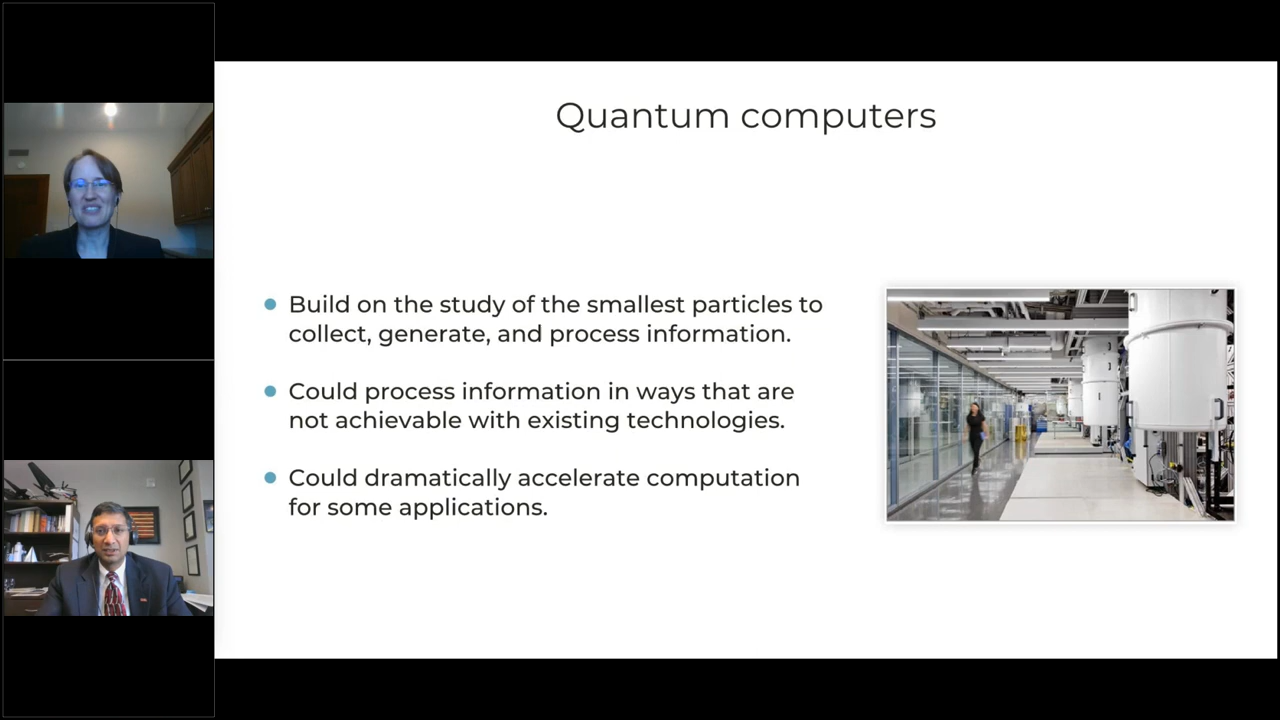 Quantum computers
Build on the study of the smallest particles to
collect, generate, and process information.
Could process information in ways that are
not achievable with existing technologies.
Could dramatically accelerate computation
for some applications.